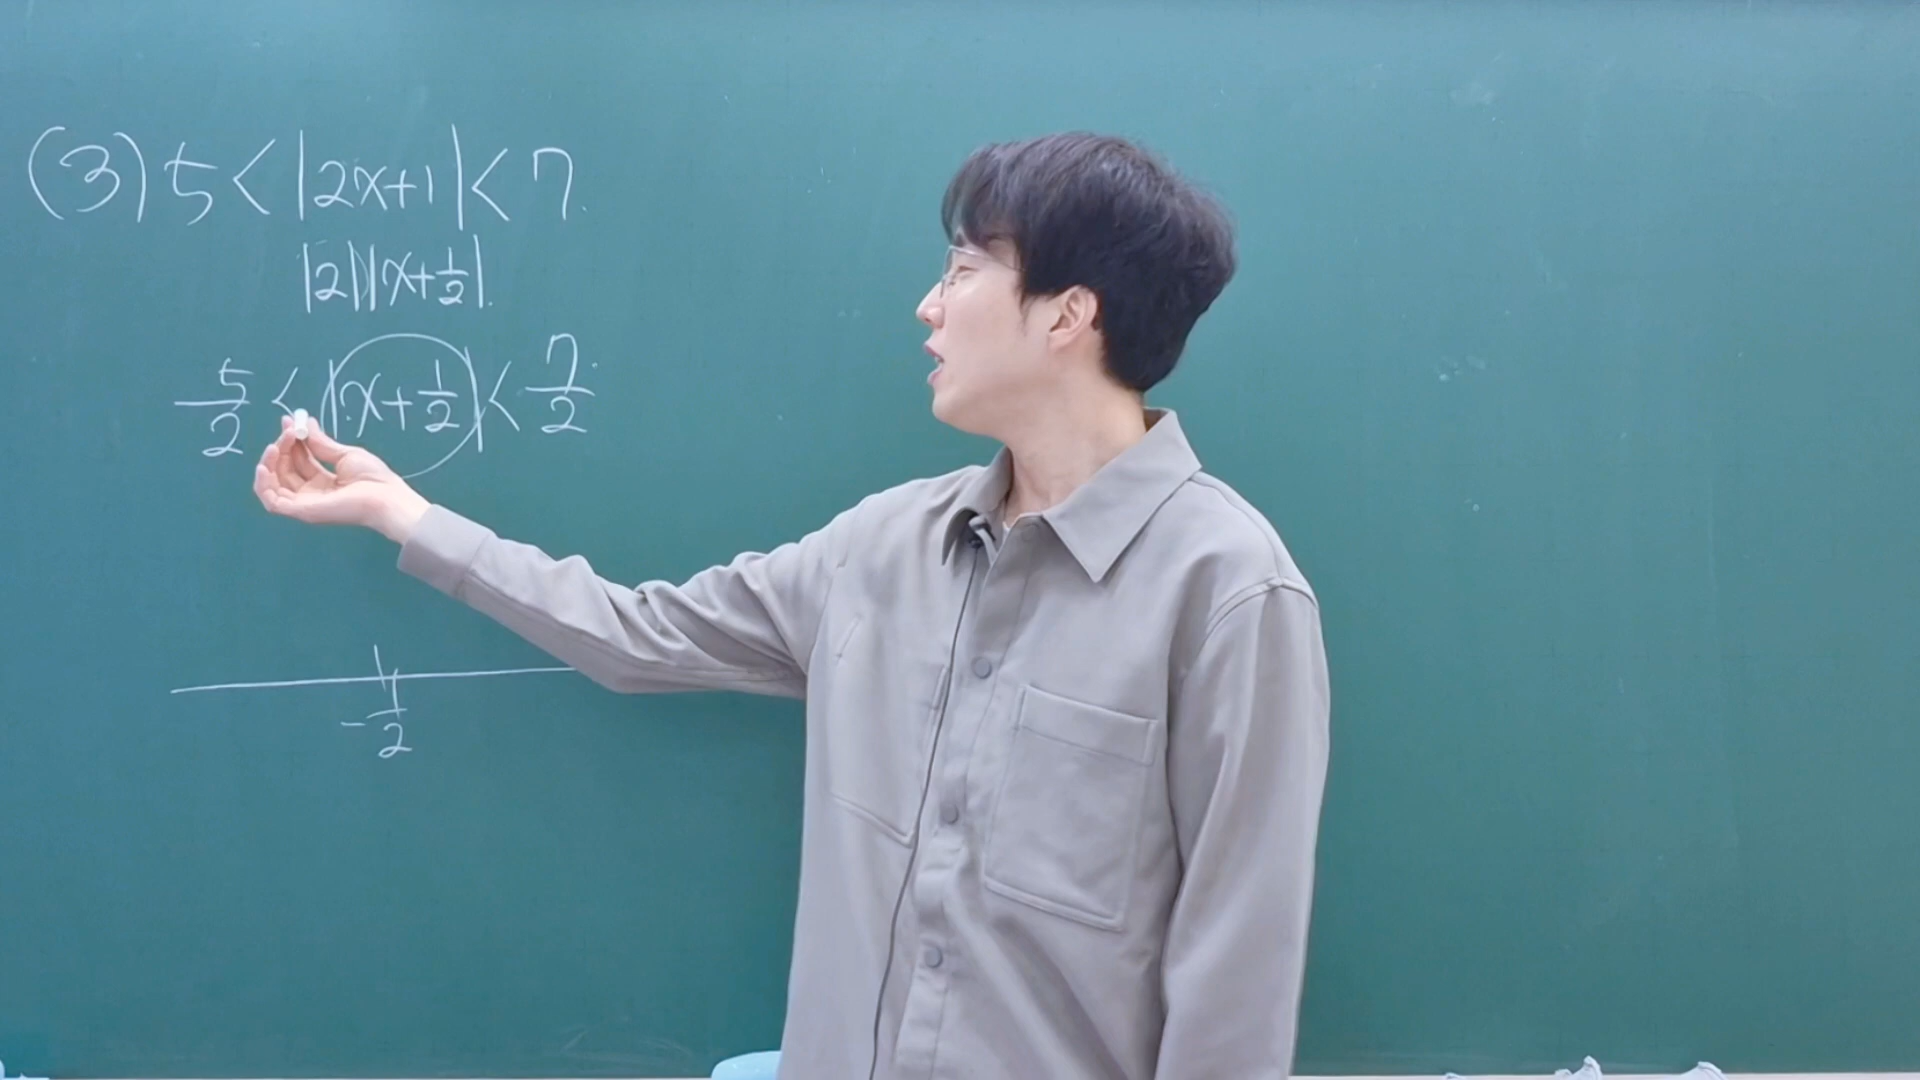 (3) 5 < |2x+1| < 7.
|2||x+1/2|.
5/2 < |x+1/2| < 7/2
-1/2